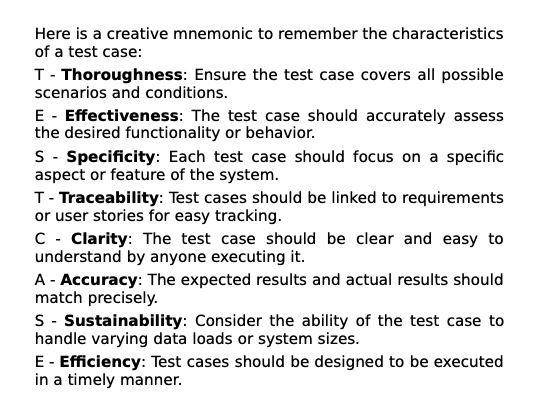 Here is a creative mnemonic to remember the characteristics
of a test case:
T - Thoroughness: Ensure the test case covers all possible
scenarios and conditions.
E - Effectiveness: The test case should accurately assess
the desired functionality or behavior.
S - Specificity: Each test case should focus on a specific
aspect or feature of the system.
T - Traceability: Test cases should be linked to requirements
or user stories for easy tracking.
C - Clarity: The test case should be clear and easy to
understand by anyone executing it.
A - Accuracy: The expected results and actual results should
match precisely.
S - Sustainability: Consider the ability of the test case to
handle varying data loads or system sizes.
E - Efficiency: Test cases should be designed to be executed
in a timely manner.